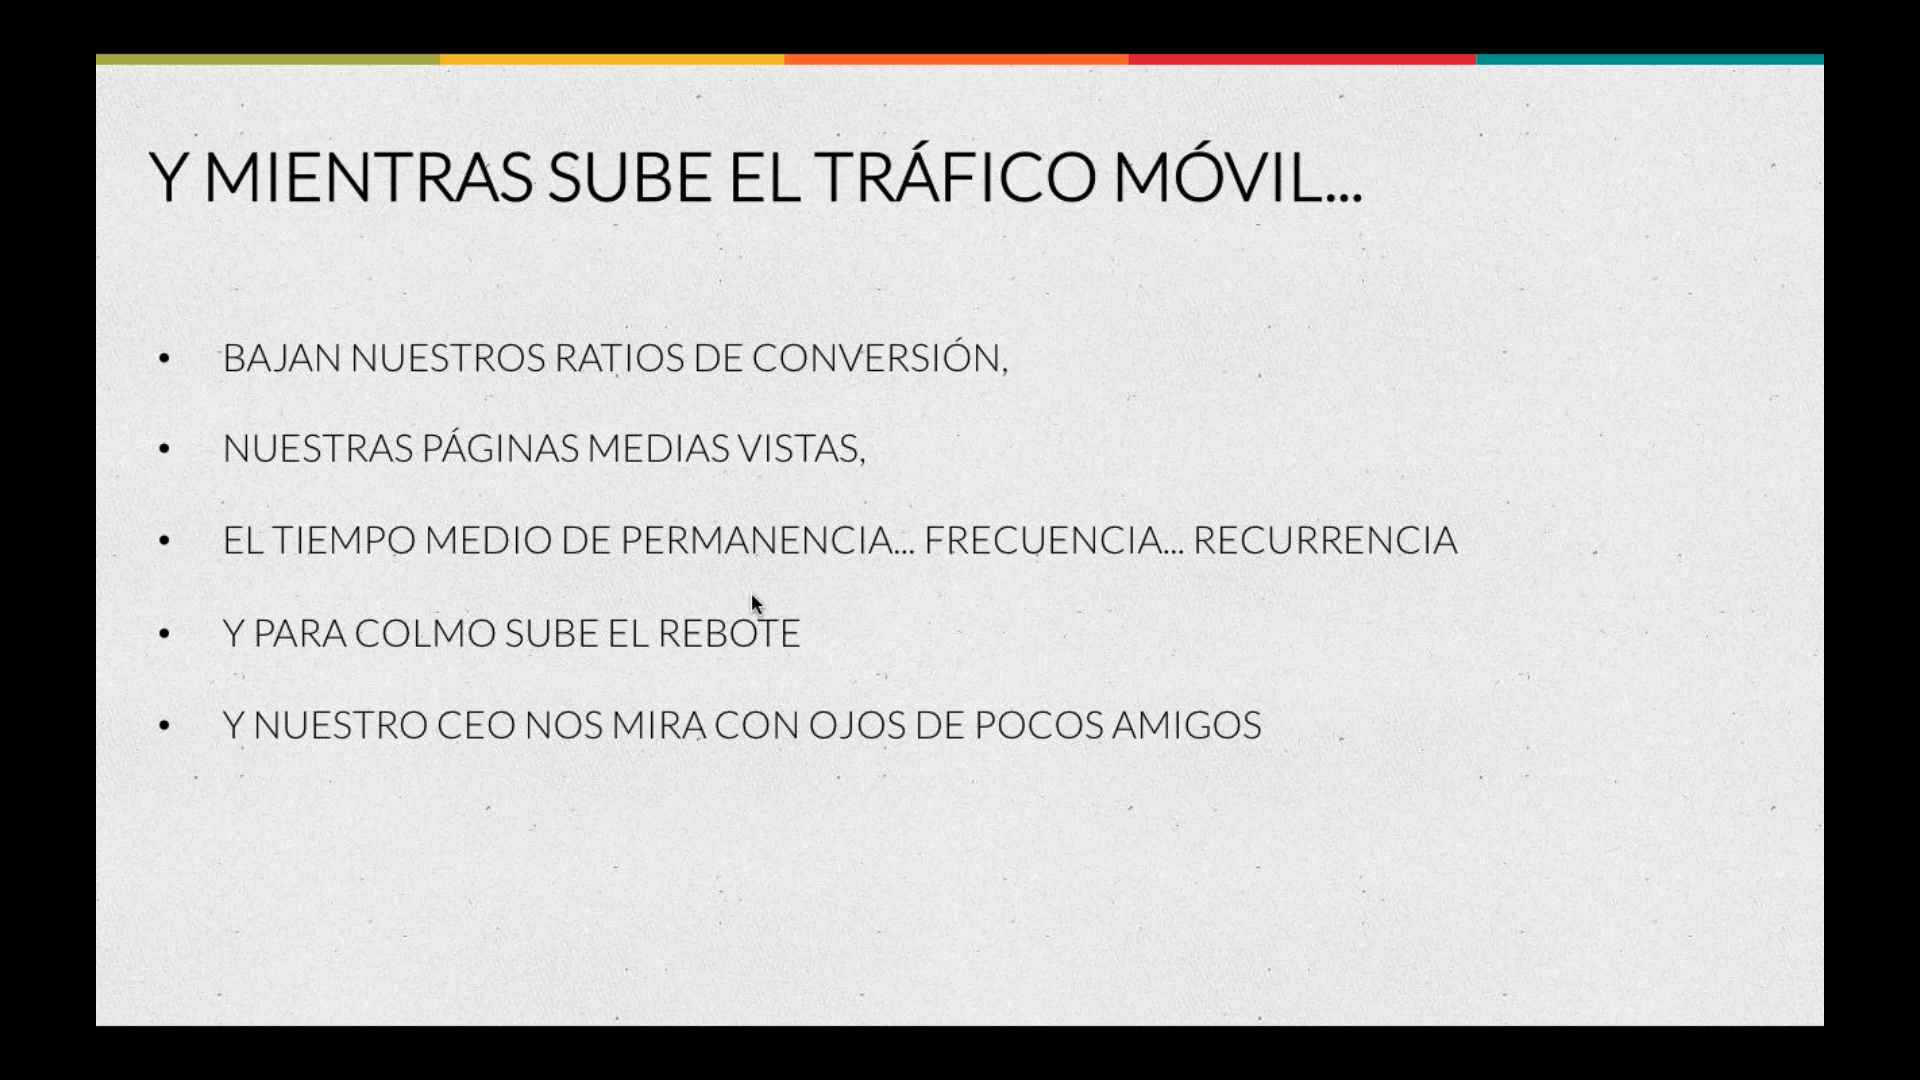 Y MIENTRAS SUBE EL TRÁFICO MÓVIL...
• BAJAN NUESTROS RATIOS DE CONVERSIÓN,
• NUESTRAS PÁGINAS MEDIAS VISTAS,
• EL TIEMPO MEDIO DE PERMANENCIA... FRECUENCIA... RECURRENCIA
• Y PARA COLMO SUBE EL REBOTE
• Y NUESTRO CEO NOS MIRA CON OJOS DE POCOS AMIGOS